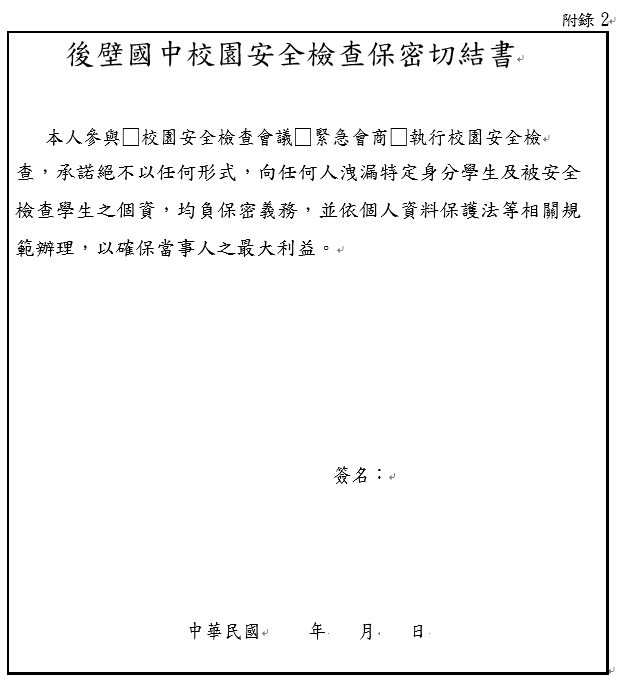 附錄 2
後壁國中校園安全檢查保密切結書
本人參與□校園安全檢查會議□緊急會商□執行校園安全檢
查，承諾絕不以任何形式，向任何人洩漏特定身分學生及被安全
檢查學生之個資，均負保密義務，並依個人資料保護法等相關規
範辦理，以確保當事人之最大利益。
簽名：
中華民國 年 月 日